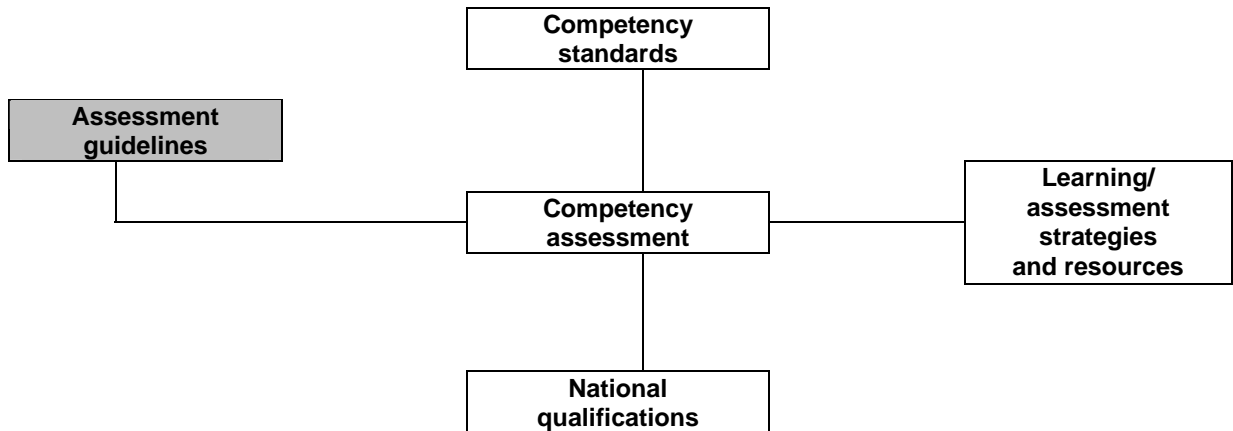 Competency
standards
Assessment
guidelines
Competency
assessment
Learning/
assessment
strategies
and resources
National
qualifications